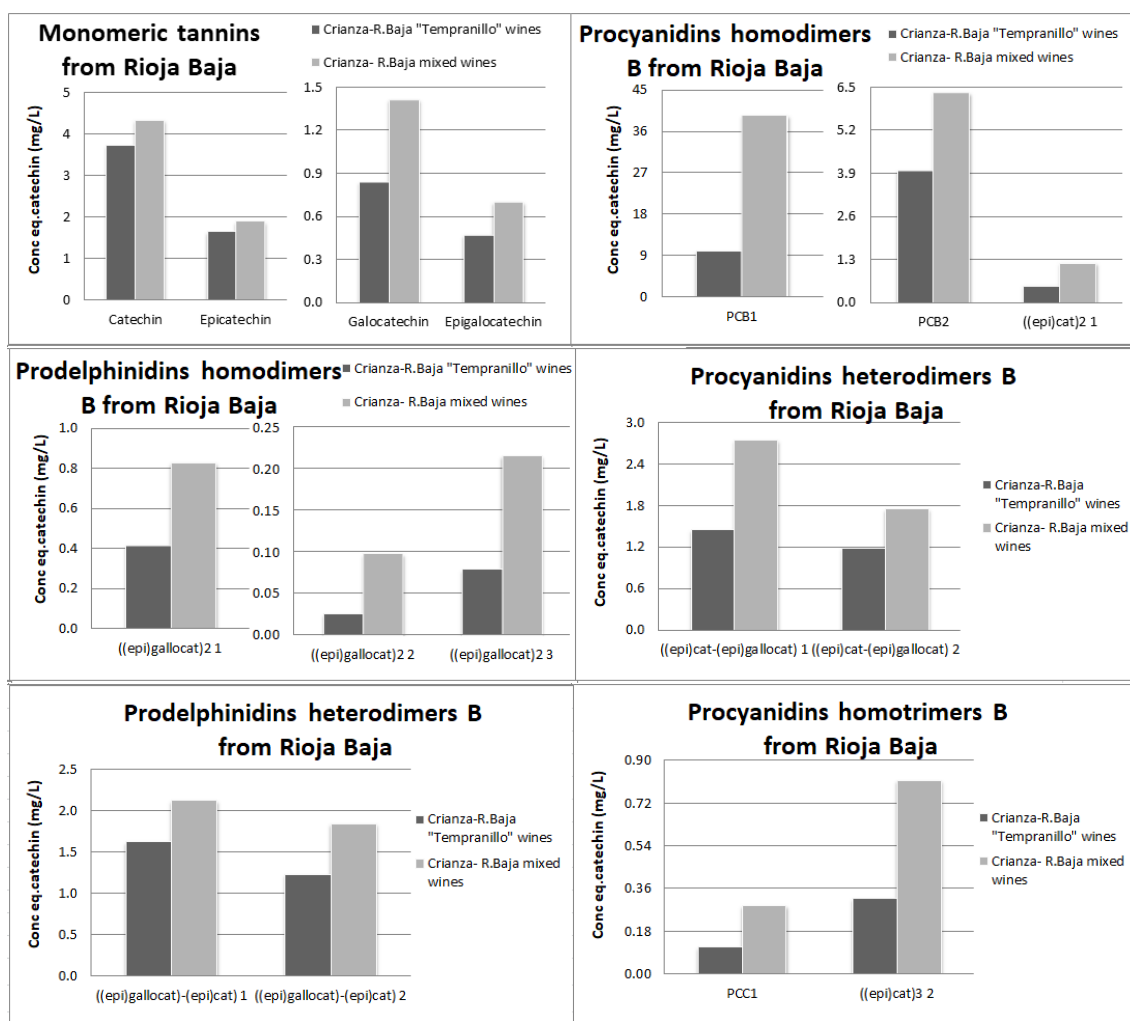 Monomeric tannins
from Rioja Baja
Crianza-R.Baja "Tempranillo" wines
Crianza- R.Baja mixed wines
Conc eq.catechin (mg/L)
5
4
3
2
1
0
Catechin Epicatechin
1.5
1.2
0.9
0.6
0.3
0.0
Galocatechin Epigalocatechin
Procyanidins homodimers
B from Rioja Baja
Crianza-R.Baja "Tempranillo" wines
Crianza- R.Baja mixed wines
Conc eq.catechin (mg/L)
45
36
27
18
9
0
PCB1
6.5
5.2
3.9
2.6
1.3
0.0
PCB2 ((epi)cat)2 1
Prodelphinidins homodimers
B from Rioja Baja
Crianza-R.Baja "Tempranillo" wines
Crianza- R.Baja mixed wines
Conc eq.catechin (mg/L)
1.0
0.8
0.6
0.4
0.2
0.0
((epi)gallocat)2 1
0.25
0.20
0.15
0.10
0.05
0.00
((epi)gallocat)2 2 ((epi)gallocat)2 3
Procyanidins heterodimers B
from Rioja Baja
Conc eq.catechin (mg/L)
3.0
2.4
1.8
1.2
0.6
0.0
((epi)cat-(epi)gallocat) 1 ((epi)cat-(epi)gallocat) 2
Crianza-R.Baja
"Tempranillo" wines
Crianza- R.Baja mixed
wines
Prodelphinidins heterodimers B
from Rioja Baja
Conc eq.catechin (mg/L)
2.5
2.0
1.5
1.0
0.5
0.0
((epi)gallocat)-(epi)cat) 1 ((epi)gallocat)-(epi)cat) 2
Crianza-R.Baja
"Tempranillo" wines
Crianza- R.Baja mixed
wines
Procyanidins homotrimers B
from Rioja Baja
Conc eq.catechin (mg/L)
0.90
0.72
0.54
0.36
0.18
0.00
PCC1 ((epi)cat)3 2
Crianza-R.Baja
"Tempranillo" wines
Crianza- R.Baja mixed
wines